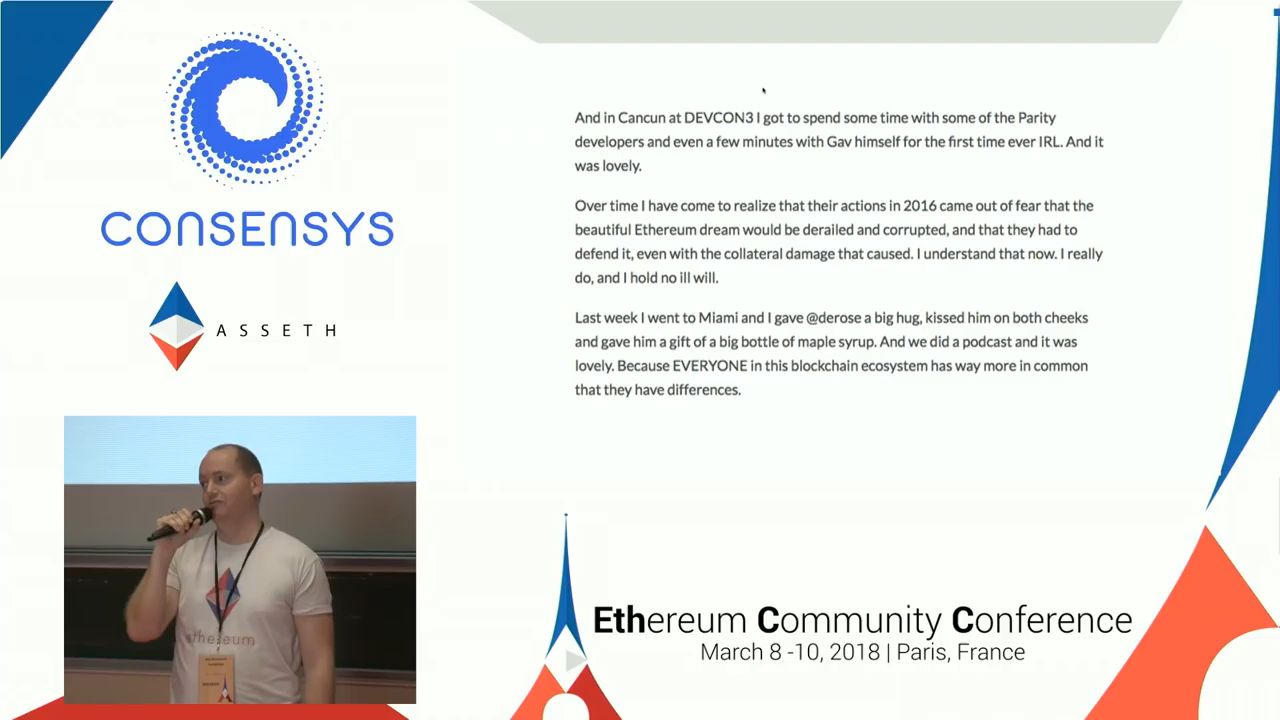 CONSENSYS
ASSETH
And in Cancun at DEVCON3 I got to spend some time with some of the Parity
developers and even a few minutes with Gav himself for the first time ever IRL. And it
was lovely.
Over time I have come to realize that their actions in 2016 came out of fear that the
beautiful Ethereum dream would be derailed and corrupted, and that they had to
defend it, even with the collateral damage that caused. I understand that now. I really
do, and I hold no ill will.
Last week I went to Miami and I gave @derose a big hug, kissed him on both cheeks
and gave him a gift of a big bottle of maple syrup. And we did a podcast and it was
lovely. Because EVERYONE in this blockchain ecosystem has way more in common
that they have differences.
ethereum
Ethereum Community Conference
March 8 -10, 2018 | Paris, France